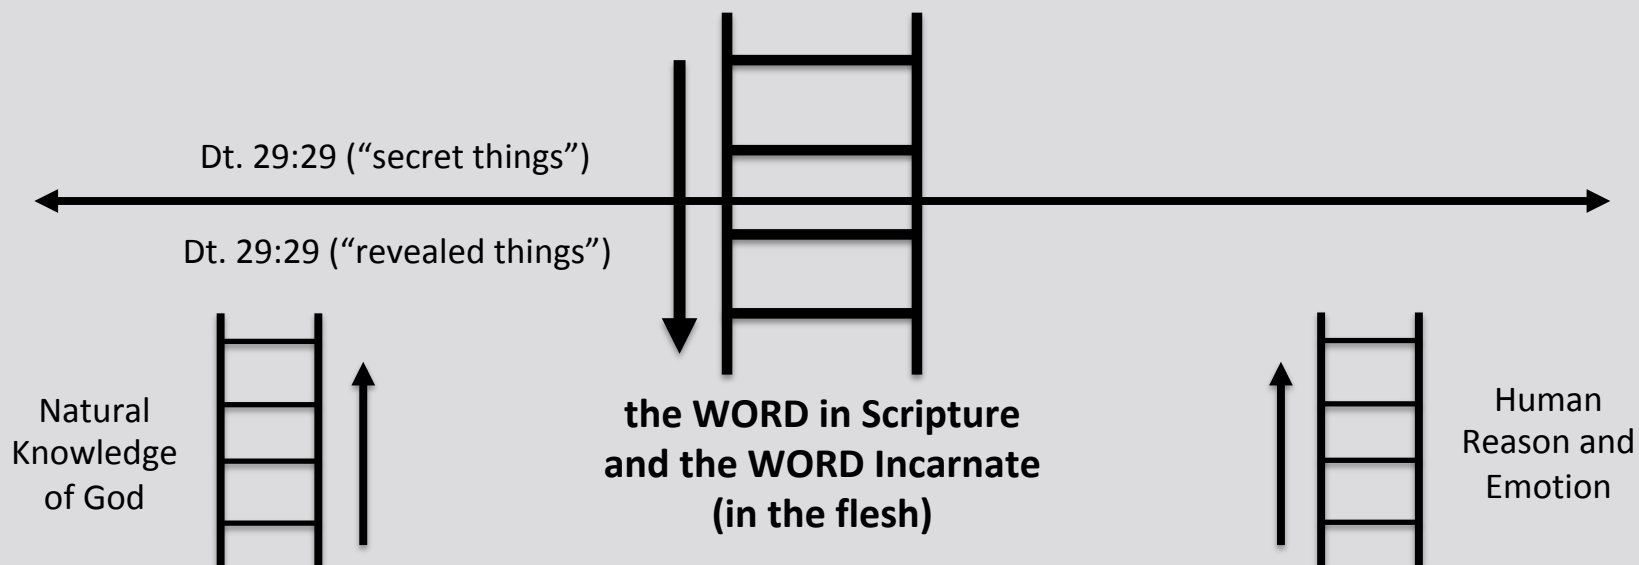 Dt. 29:29 (“secret things”)
Dt. 29:29 (“revealed things”)
Natural
Knowledge
of God
the WORD in Scripture
and the WORD Incarnate
(in the flesh)
Human
Reason and
Emotion